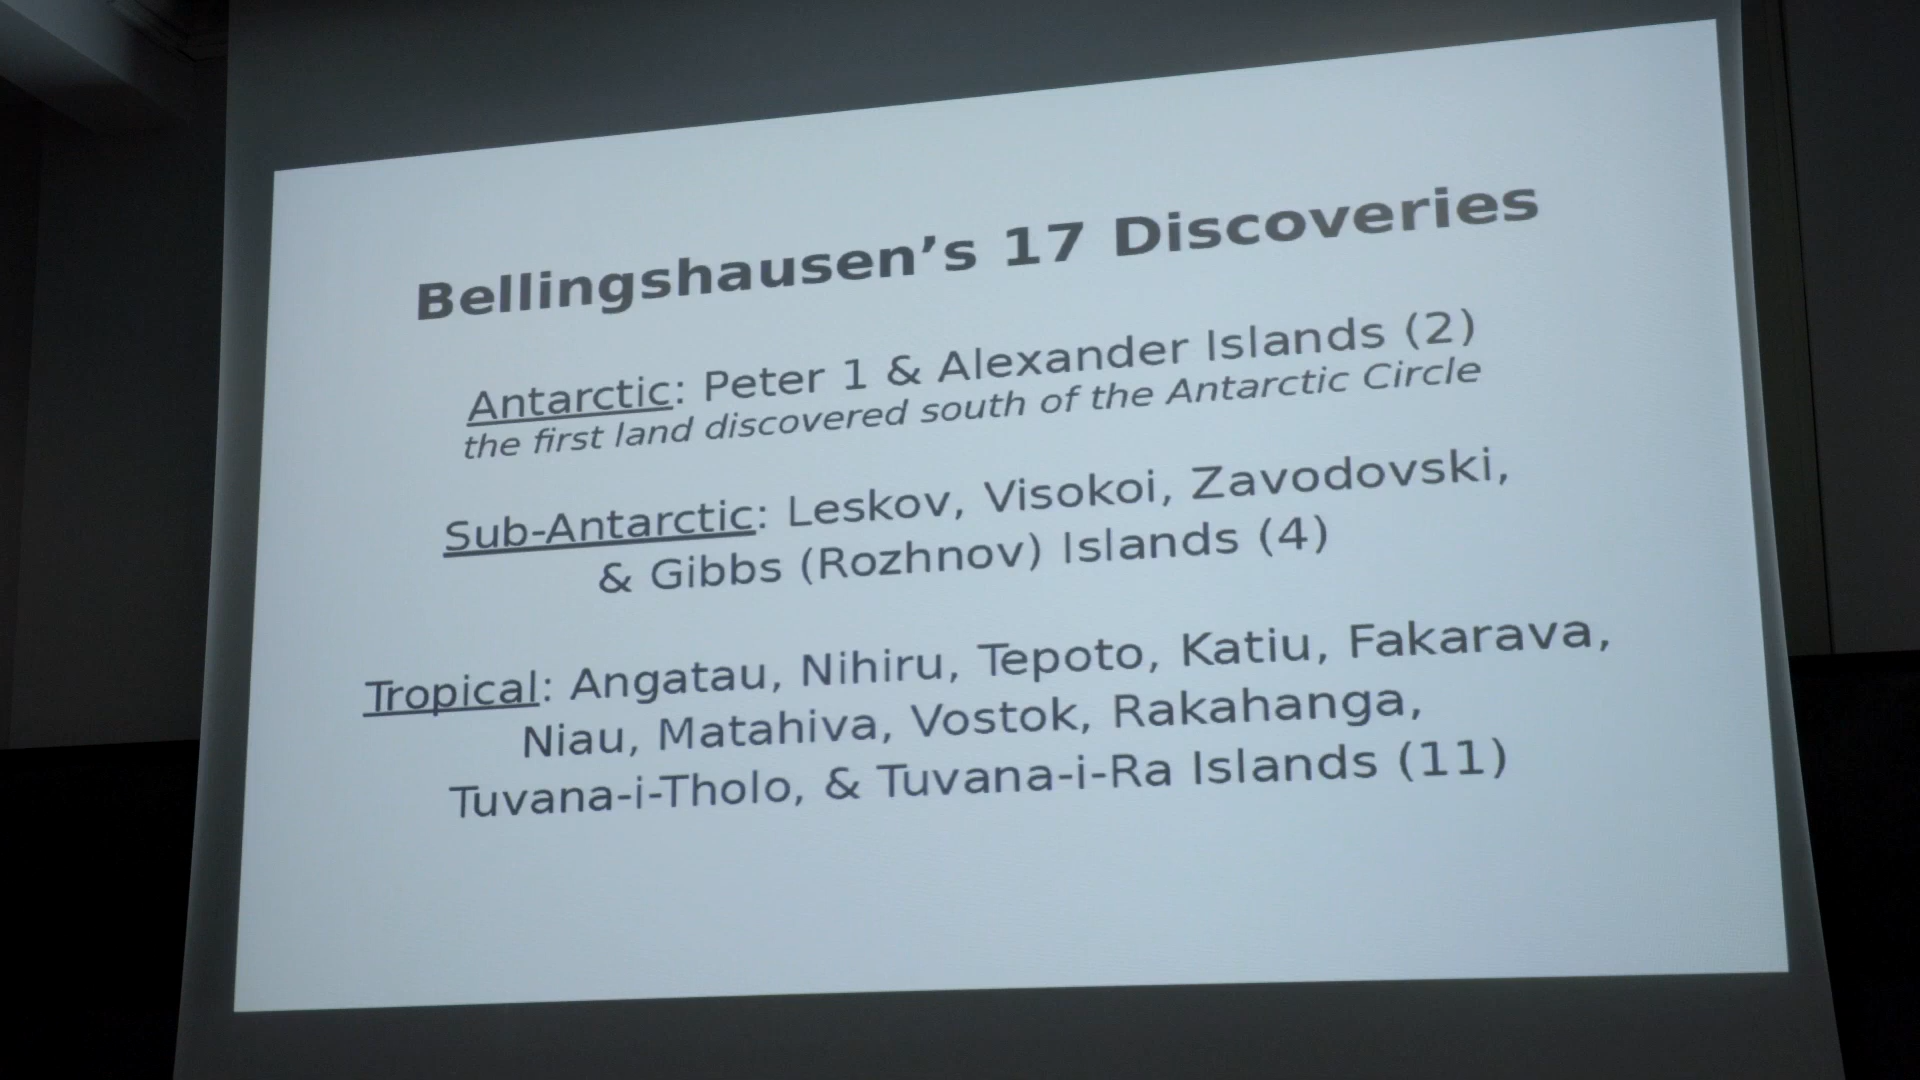 Bellingshausen’s 17 Discoveries
Antarctic: Peter 1 & Alexander Islands (2)
the first land discovered south of the Antarctic Circle
Sub-Antarctic: Leskov, Visokoi, Zavodovski,
& Gibbs (Rozhnov) Islands (4)
Tropical: Angatau, Nihiru, Tepoto, Katiu, Fakarava,
Niau, Matahiva, Vostok, Rakahanga,
Tuvana-i-Tholo, & Tuvana-i-Ra Islands (11)